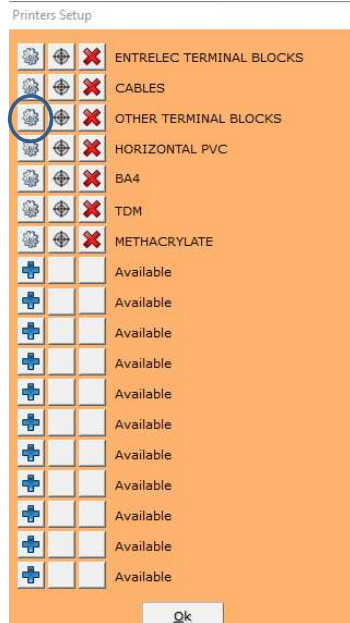 Printers Setup
ENTRELEC TERMINAL BLOCKS
CABLES
OTHER TERMINAL BLOCKS
HORIZONTAL PVC
BA4
TDM
METHACRYLATE
Available
Available
Available
Available
Available
Available
Available
Available
Available
Available
Available
Ok